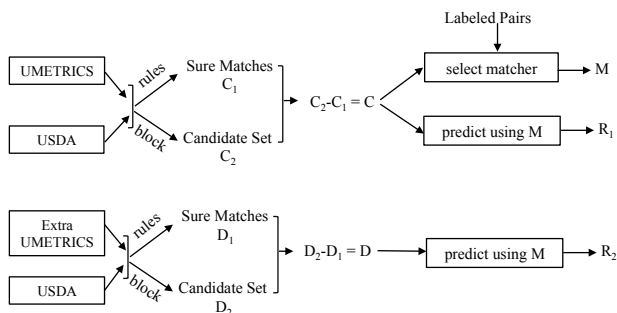 Labeled Pairs
UMETRICS
USDA
rules
block
Sure Matches
C₁
Candidate Set
C₂
C₂-C₁ = C
select matcher
M
predict using M
R₁
Extra
UMETRICS
USDA
rules
block
Sure Matches
D₁
Candidate Set
D₂
D₂-D₁ = D
predict using M
R₂